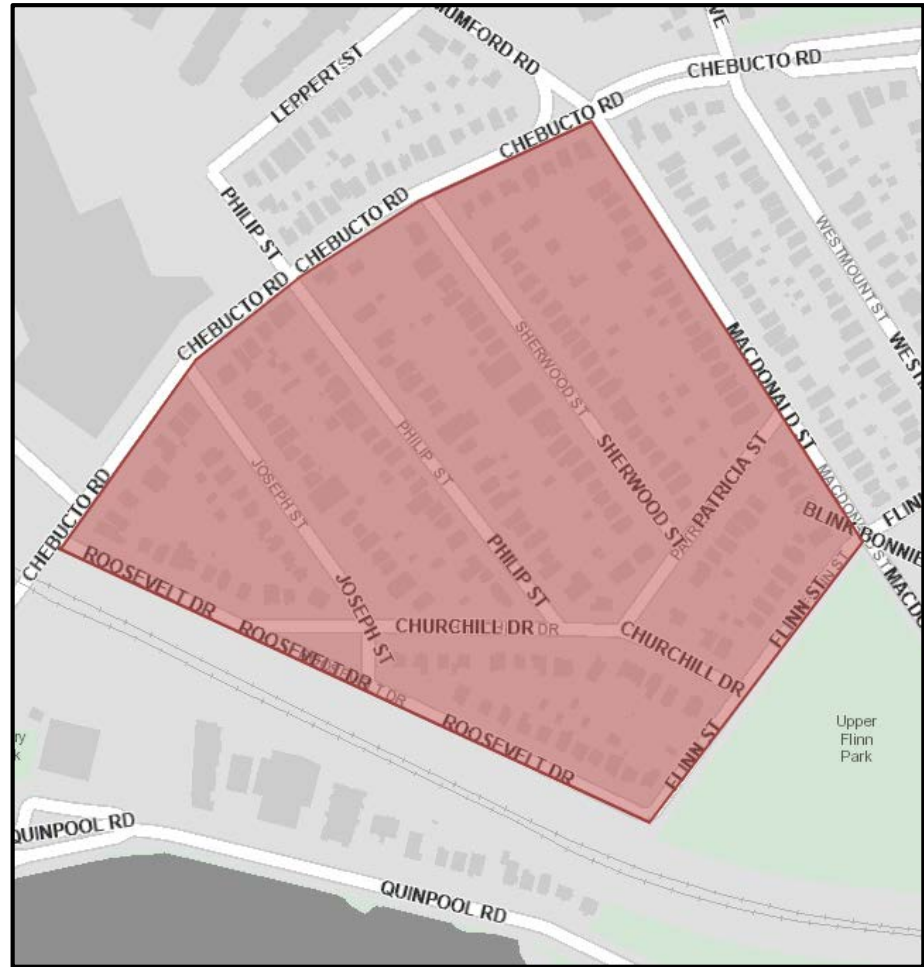 MUMFORD RD
CHEBUCTO RD
LEPPERT ST
CHEBUCTO RD
PHILIP ST
CHEBUCTO RD
WESTMOUNT ST
CHEBUCTO RD
SHERWOOD ST
MACDONALD ST
PHILIP ST
SHERWOOD ST
PATRICIA ST
JOSEPH ST
CHEBUCTO RD
BLINK BONNIE
PHILIP ST
ROOSEVELT DR
JOSEPH ST
FLINN ST
CHURCHILL DR
CHURCHILL DR
ROOSEVELT DR
ROOSEVELT DR
FLINN ST
Upper
Flinn
Park
QUINPOOL RD
QUINPOOL RD